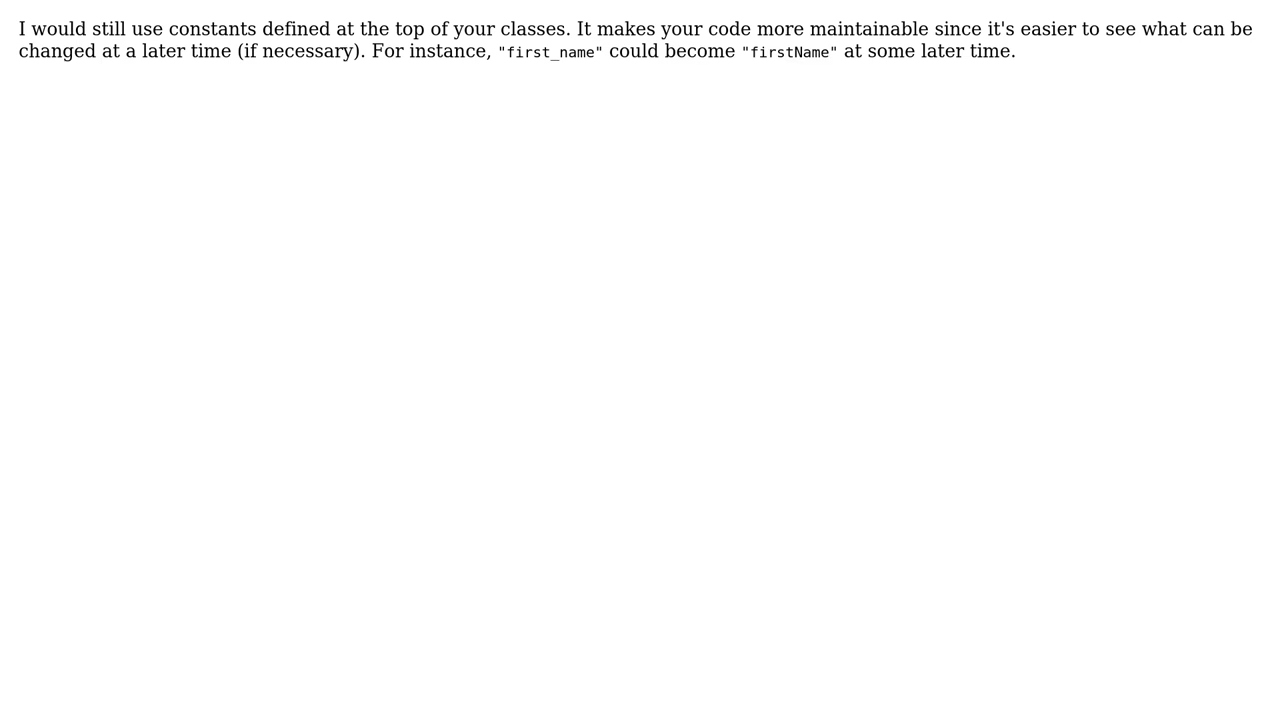 I would still use constants defined at the top of your classes. It makes your code more maintainable since it's easier to see what can be
changed at a later time (if necessary). For instance, "first_name" could become "firstName" at some later time.